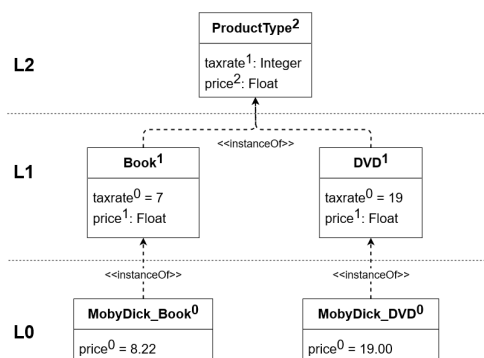 ProductType²
L2
taxrate¹: Integer
price²: Float
<<instanceOf>>
L1
Book¹
DVD¹
taxrate⁰ = 7
price¹: Float
taxrate⁰ = 19
price¹: Float
<<instanceOf>>
<<instanceOf>>
L0
MobyDick_Book⁰
MobyDick_DVD⁰
price⁰ = 8.22
price⁰ = 19.00